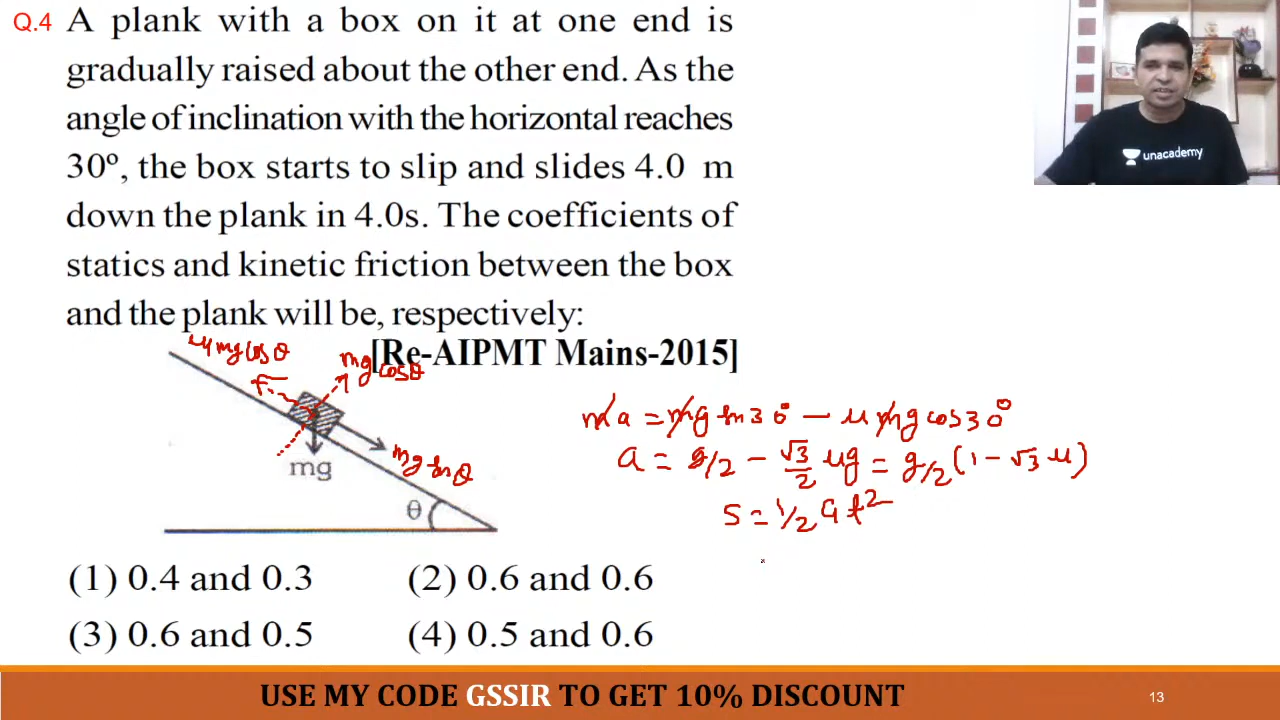 Q.4 A plank with a box on it at one end is
gradually raised about the other end. As the
angle of inclination with the horizontal reaches
30º, the box starts to slip and slides 4.0 m
down the plank in 4.0s. The coefficients of
statics and kinetic friction between the box
and the plank will be, respectively:
[Re-AIPMT Mains-2015]
unacademy
μmg cosθ
mg cosθ
mg sinθ
mg
θ
ma = mg sin30° − μmg cos30°
a = g/2 − √3/2 μg = g/2 (1 − √3 μ)
S = 1/2 at²
(1) 0.4 and 0.3 (2) 0.6 and 0.6
(3) 0.6 and 0.5 (4) 0.5 and 0.6
USE MY CODE GSSIR TO GET 10% DISCOUNT
13